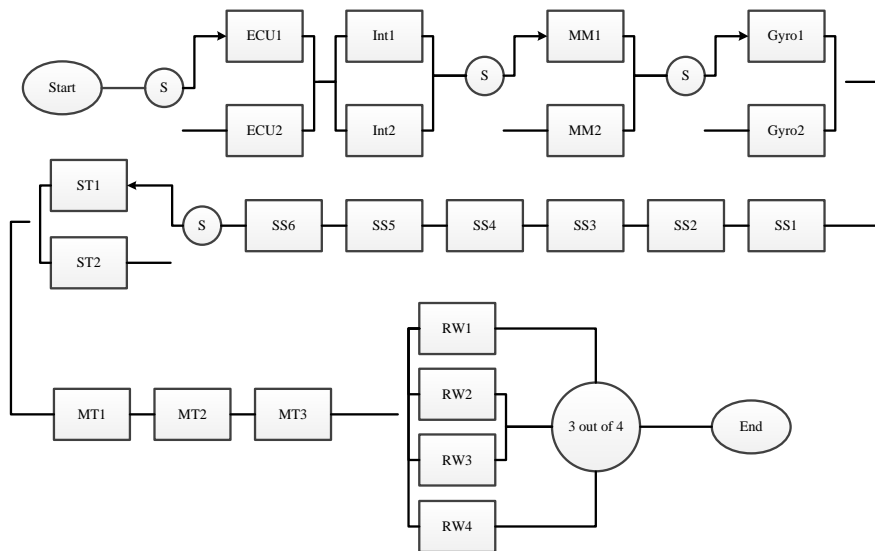 ECU1
Int1
MM1
Gyro1
Start
S
S
S
ECU2
Int2
MM2
Gyro2
ST1
S
SS6
SS5
SS4
SS3
SS2
SS1
ST2
RW1
RW2
MT1
MT2
MT3
3 out of 4
End
RW3
RW4